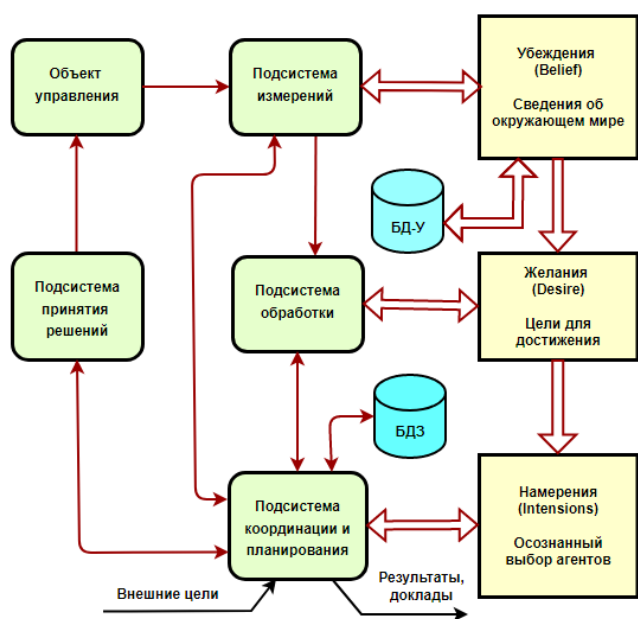 Объект
управления
Подсистема
измерений
Убеждения
(Belief)
Сведения об
окружающем мире
БД-У
Подсистема
принятия
решений
Подсистема
обработки
Желания
(Desire)
Цели для
достижения
БДЗ
Подсистема
координации и
планирования
Намерения
(Intensions)
Осознанный
выбор агентов
Внешние цели
Результаты,
доклады